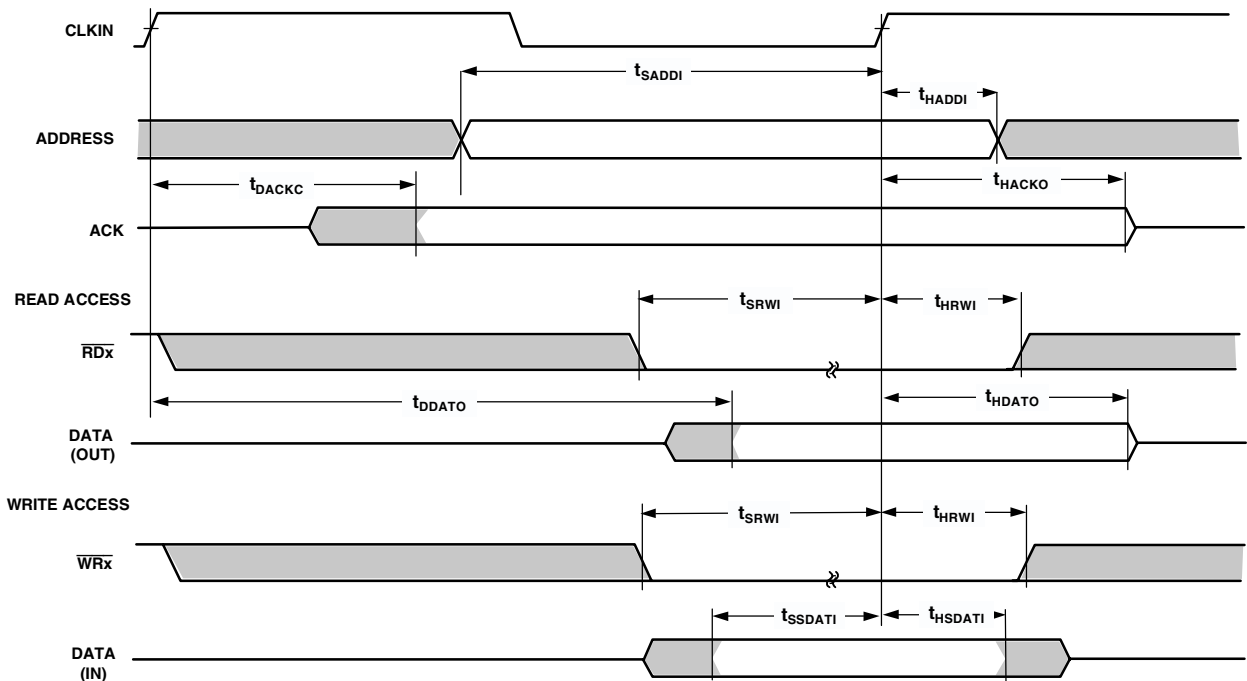 CLKIN
tSADDI
tHADDI
ADDRESS
tDACKC
tHACKO
ACK
READ ACCESS
tSRWI
tHRWI
RDx
tDDATO
tHDATO
DATA
(OUT)
WRITE ACCESS
tSRWI
tHRWI
WRx
tSSDATI
tHSDATI
DATA
(IN)